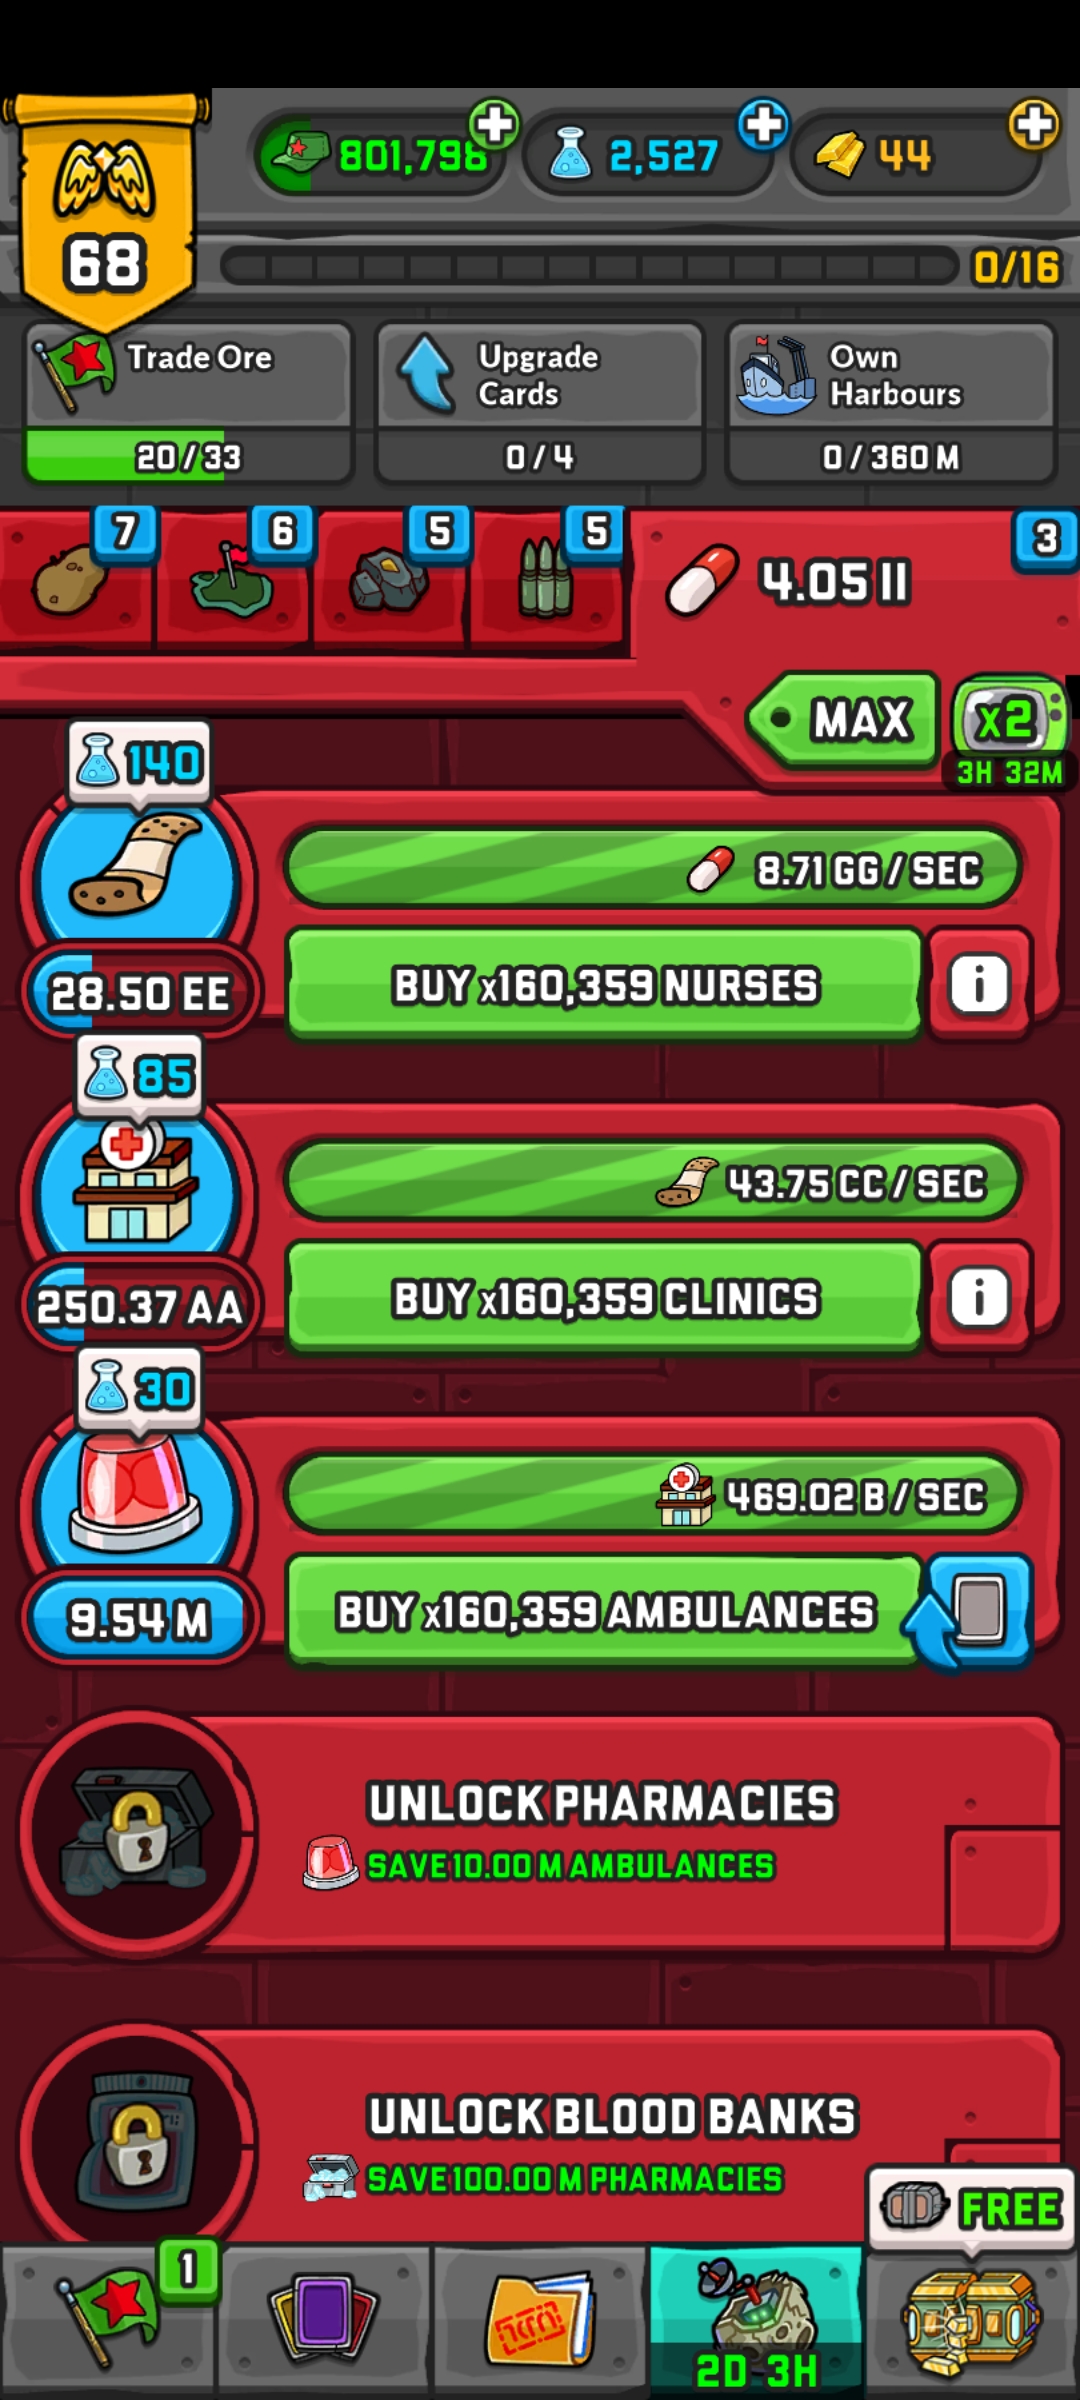 801,798
2,527
44
68
0/16
Trade Ore
20/33
Upgrade
Cards
0/4
Own
Harbours
0/360 M
7
6
5
5
3
4.05 II
MAX
x2
3H 32M
140
8.71 GG / SEC
28.50 EE
BUY x160,359 NURSES
i
85
43.75 CC / SEC
250.37 AA
BUY x160,359 CLINICS
i
30
469.02 B / SEC
9.54 M
BUY x160,359 AMBULANCES
UNLOCK PHARMACIES
SAVE 10.00 M AMBULANCES
UNLOCK BLOOD BANKS
SAVE 100.00 M PHARMACIES
FREE
1
2D 3H